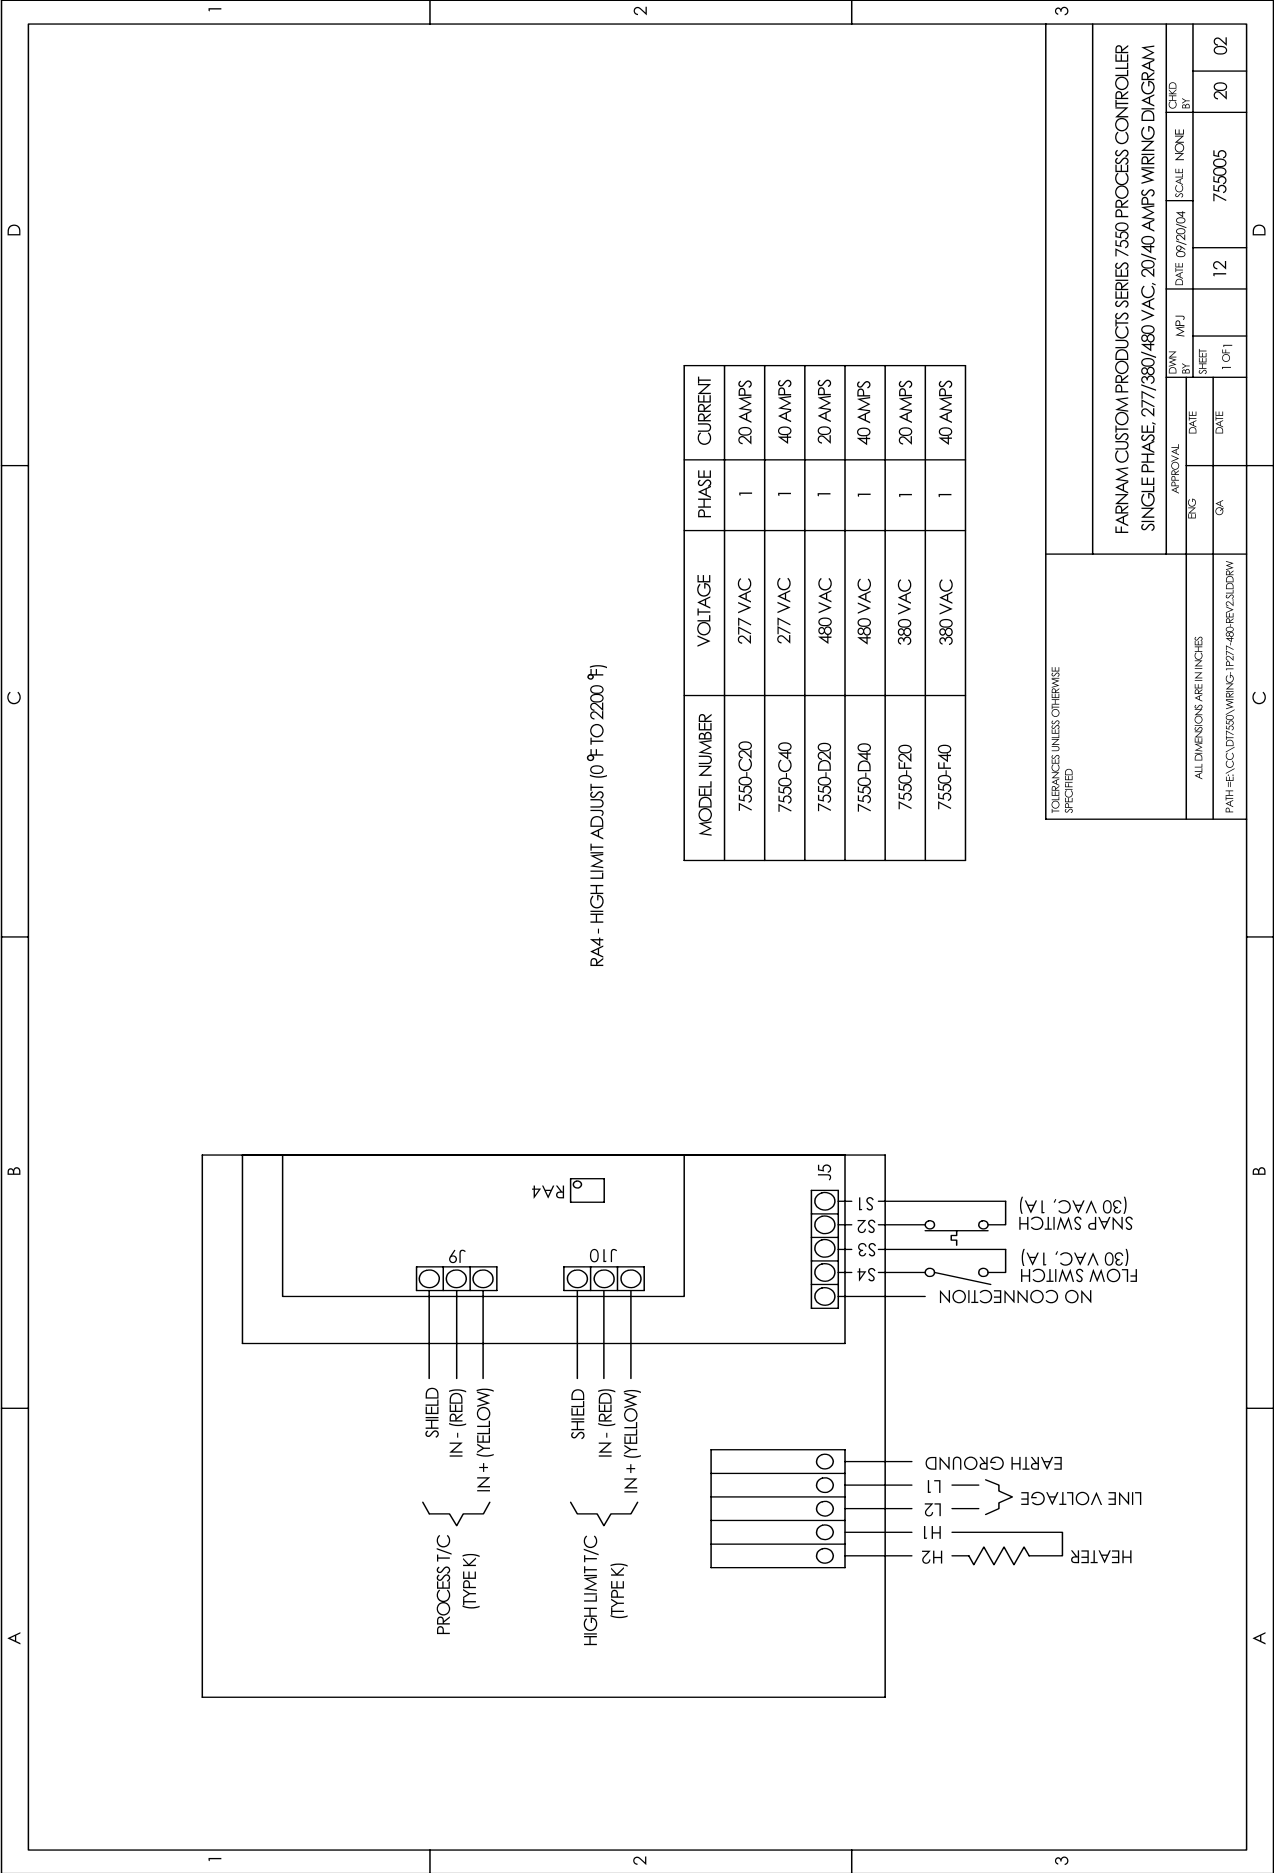 A
B
C
D
1
2
3
PROCESS T/C
(TYPE K)
SHIELD
IN - (RED)
IN + (YELLOW)
J9
HIGH LIMIT T/C
(TYPE K)
SHIELD
IN - (RED)
IN + (YELLOW)
J10
RA4
J5
S1
S2
S3
S4
SNAP SWITCH
(30 VAC, 1A)
FLOW SWITCH
(30 VAC, 1A)
NO CONNECTION
EARTH GROUND
L1
L2
LINE VOLTAGE
H1
H2
HEATER
RA4 - HIGH LIMIT ADJUST (0 °F TO 2200 °F)
MODEL NUMBER VOLTAGE PHASE CURRENT
7550-C20 277 VAC 1 20 AMPS
7550-C40 277 VAC 1 40 AMPS
7550-D20 480 VAC 1 20 AMPS
7550-D40 480 VAC 1 40 AMPS
7550-F20 380 VAC 1 20 AMPS
7550-F40 380 VAC 1 40 AMPS
TOLERANCES UNLESS OTHERWISE
SPECIFIED
ALL DIMENSIONS ARE IN INCHES
PATH =E:\CC\DT7550\WIRING-1P277-480-REV2.SLDDRW
FARNAM CUSTOM PRODUCTS SERIES 7550 PROCESS CONTROLLER
SINGLE PHASE, 277/380/480 VAC, 20/40 AMPS WIRING DIAGRAM
APPROVAL
ENG DATE
QA DATE
DWN
BY MPJ
DATE 09/20/04
SCALE NONE
CHKD
BY
SHEET
1 OF1
12
755005
20
02
1
2
3
A
B
C
D